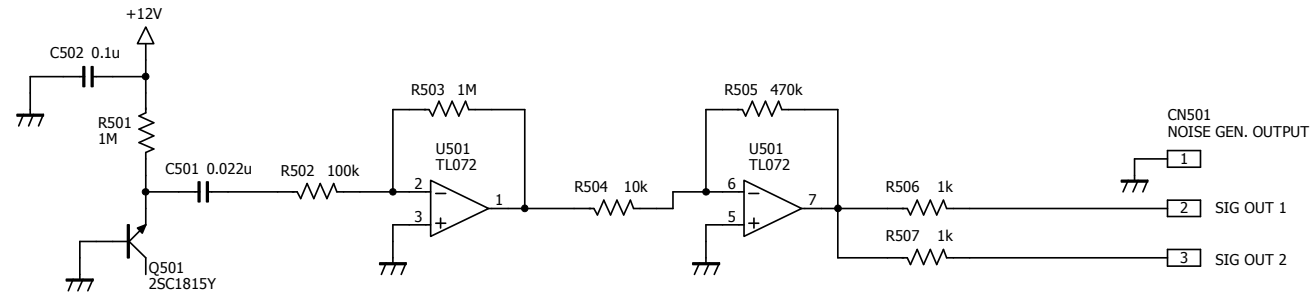 +12V
C502 0.1u
R501
1M
C501 0.022u
R502 100k
R503 1M
U501
TL072
2
3
1
R504 10k
R505 470k
U501
TL072
6
5
7
R506 1k
R507 1k
CN501
NOISE GEN. OUTPUT
1
2 SIG OUT 1
3 SIG OUT 2
Q501
2SC1815Y